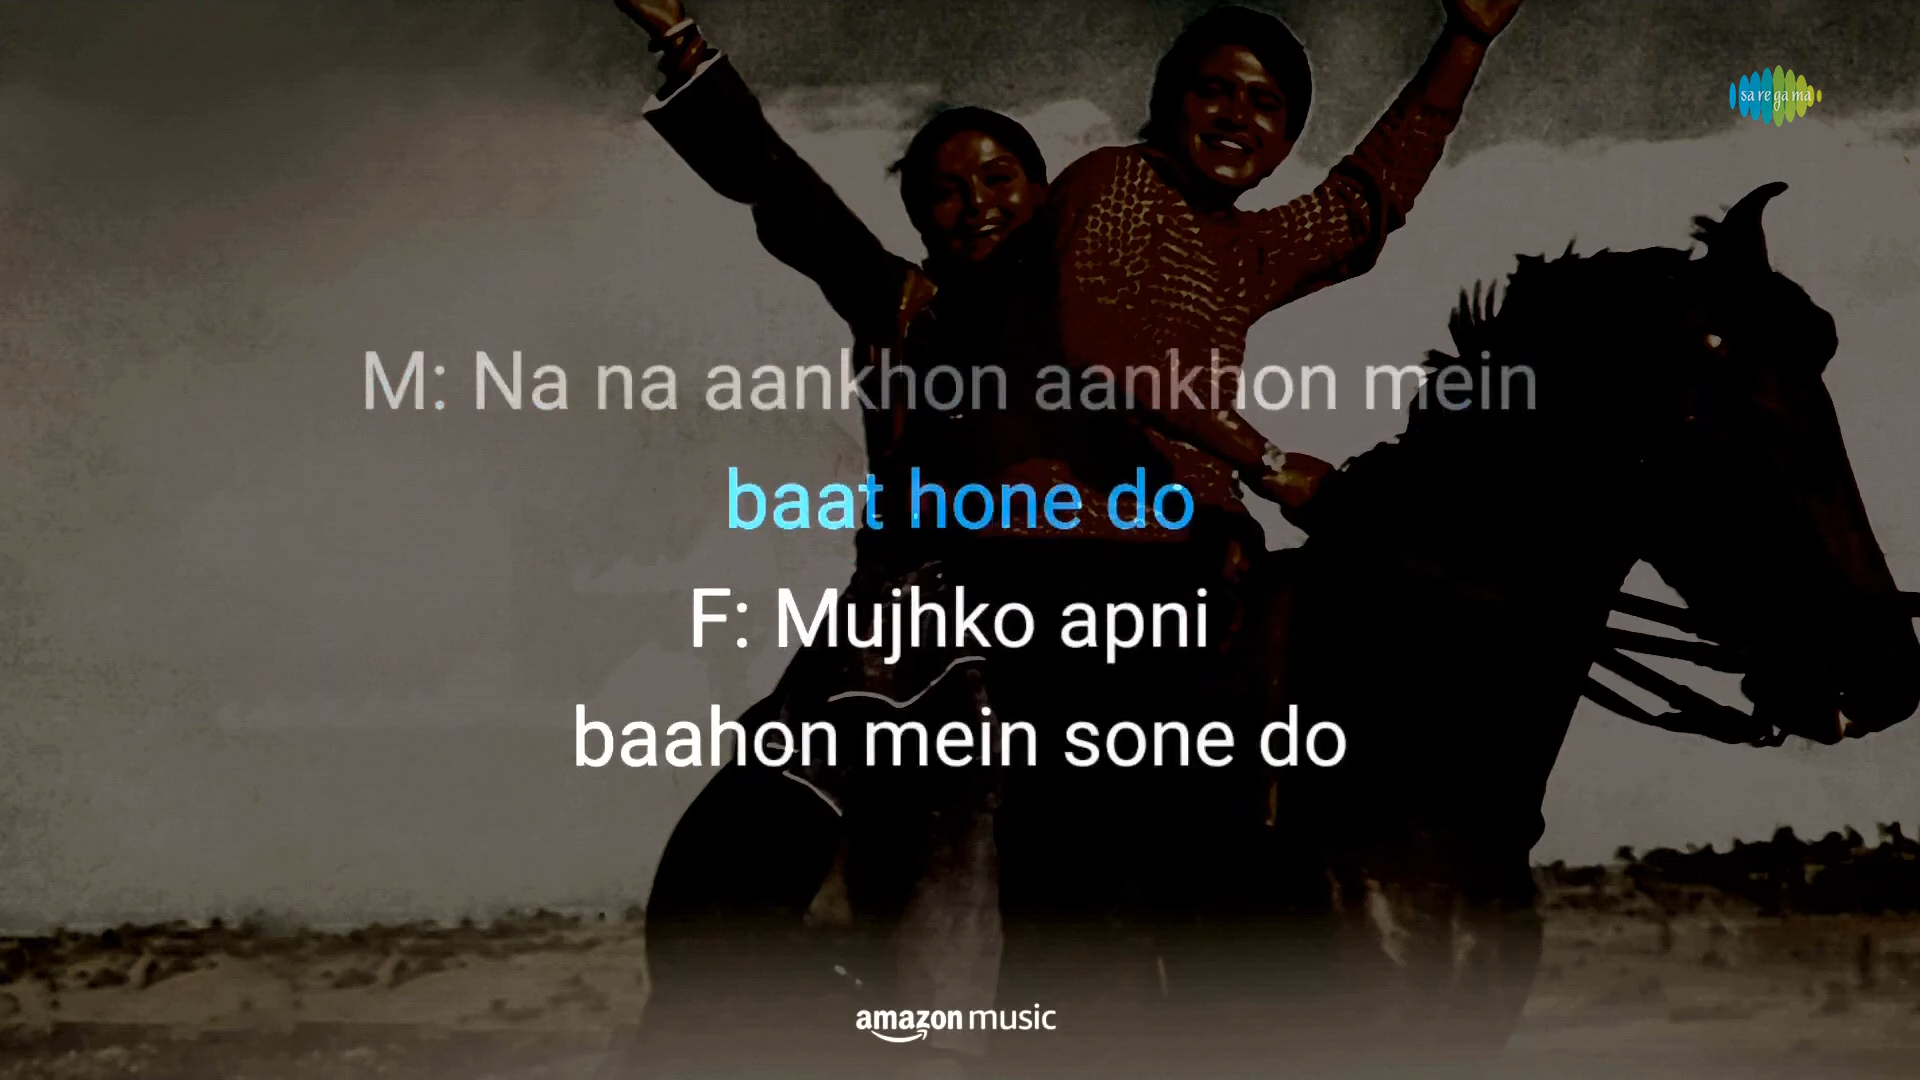 sa re ga ma
M: Na na aankhon aankhon mein
baat hone do
F: Mujhko apni
baahon mein sone do
amazon music